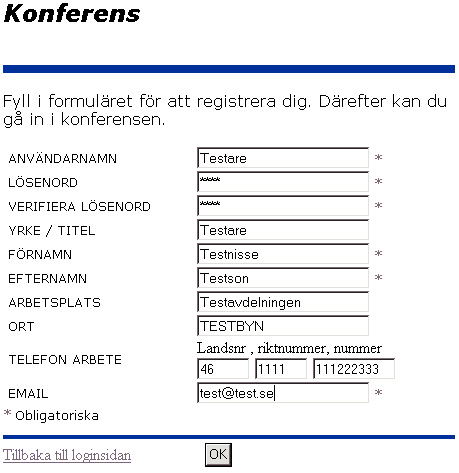 Konferens
Fyll i formuläret för att registrera dig. Därefter kan du
gå in i konferensen.
ANVÄNDARNAMN Testare *
LÖSENORD **** *
VERIFIERA LÖSENORD **** *
YRKE / TITEL Testare
FÖRNAMN Testnisse *
EFTERNAMN Testson *
ARBETSPLATS Testavdelningen
ORT TESTBYN
Landsnr , riktnummer, nummer
TELEFON ARBETE 46 1111 111222333
EMAIL test@test.se *
* Obligatoriska
Tillbaka till loginsidan OK